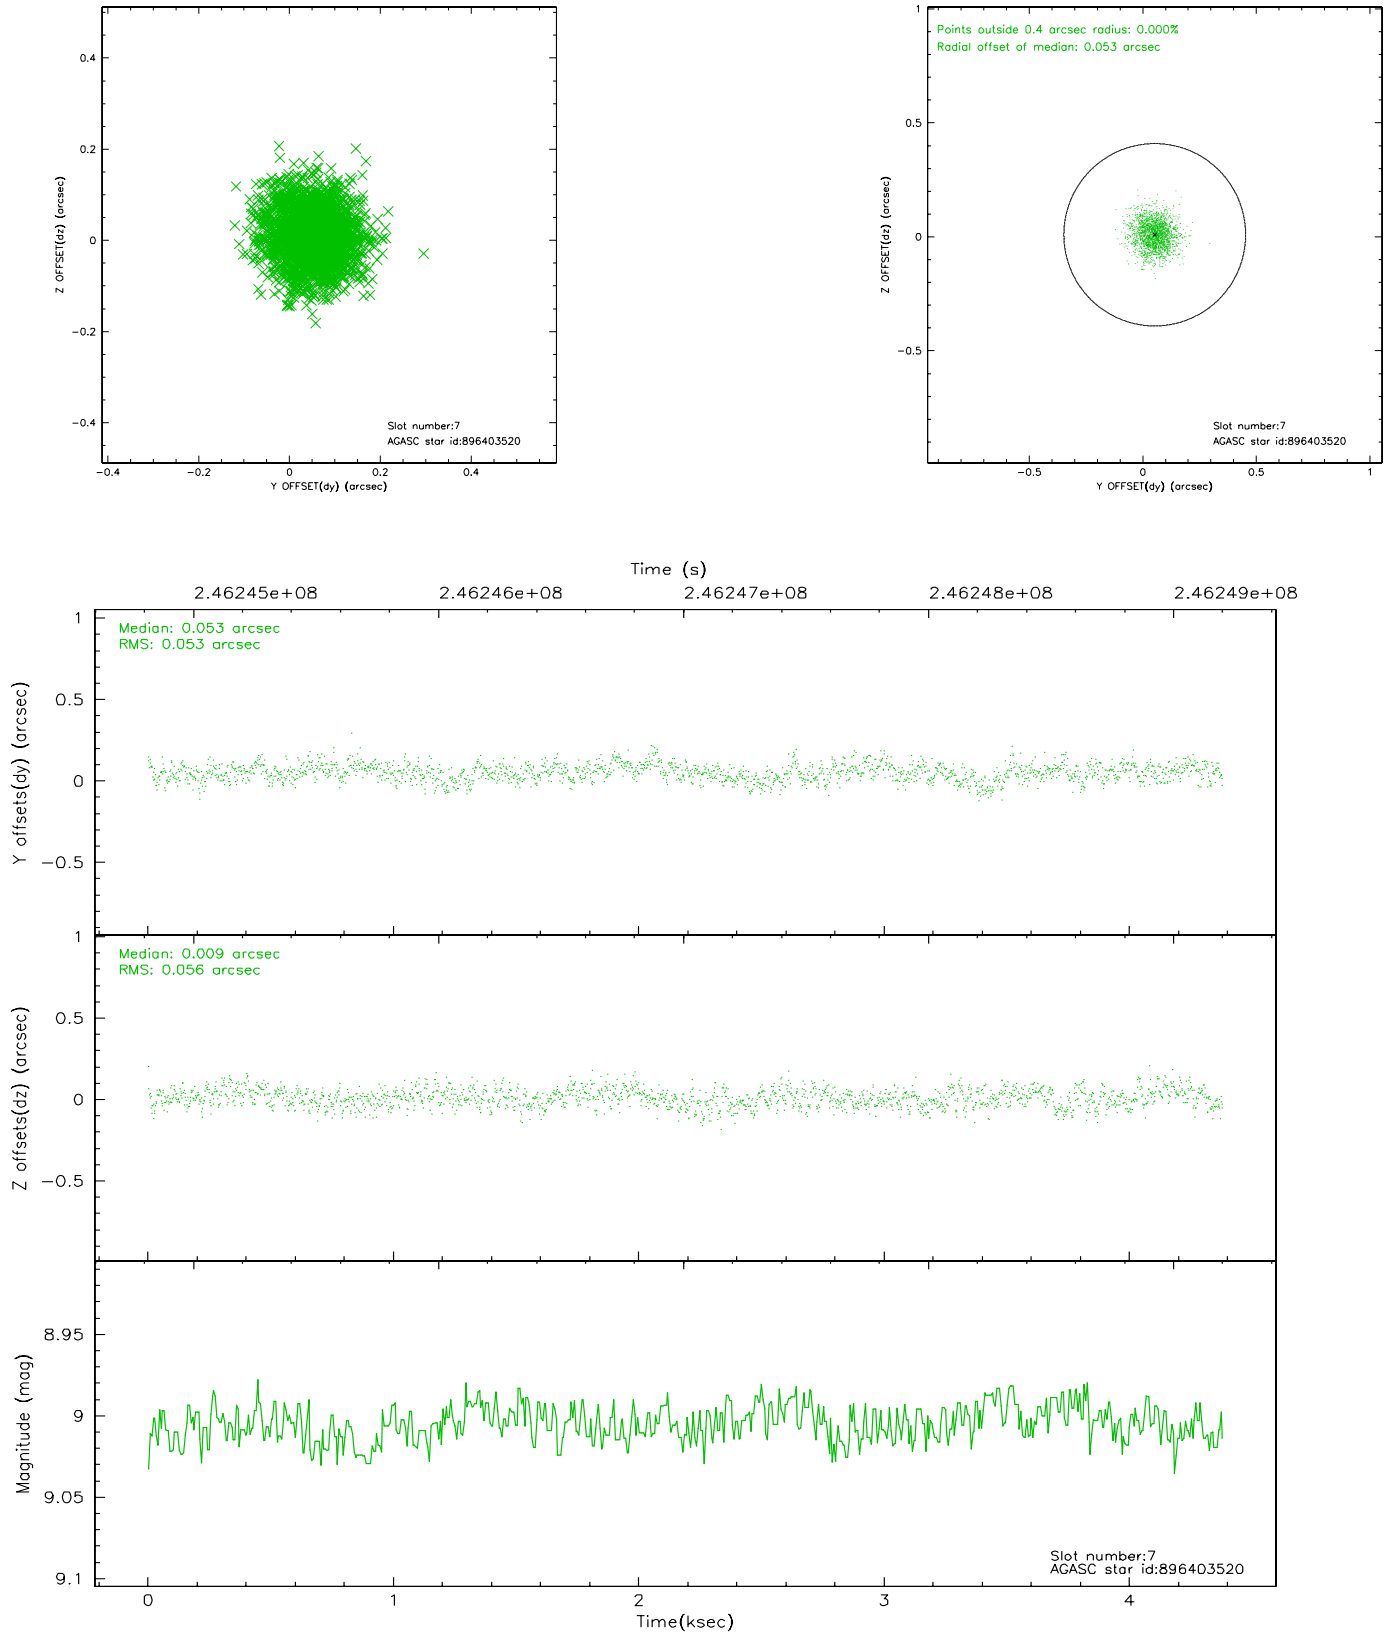 0.4
0.2
0
−0.2
−0.4
Z OFFSET(dz) (arcsec)
Slot number:7
AGASC star id:896403520
−0.4
−0.2
0
0.2
0.4
Y OFFSET(dy) (arcsec)
Points outside 0.4 arcsec radius: 0.000%
Radial offset of median: 0.053 arcsec
1
0.5
0
−0.5
Z OFFSET(dz) (arcsec)
Slot number:7
AGASC star id:896403520
−0.5
0
0.5
1
Y OFFSET(dy) (arcsec)
Time (s)
2.46245e+08
2.46246e+08
2.46247e+08
2.46248e+08
2.46249e+08
Median: 0.053 arcsec
RMS: 0.053 arcsec
1
0.5
0
−0.5
Y offsets(dy) (arcsec)
Median: 0.009 arcsec
RMS: 0.056 arcsec
1
0.5
0
−0.5
Z offsets(dz) (arcsec)
8.95
9
9.05
9.1
Magnitude (mag)
Slot number:7
AGASC star id:896403520
0
1
2
3
4
Time(ksec)